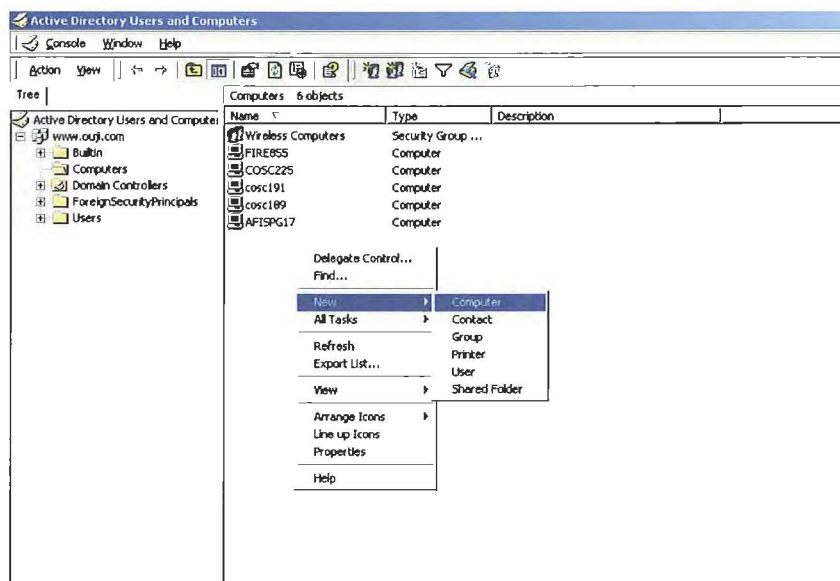 Active Directory Users and Computers
Console Window Help
Action View
Tree
Computers 6 objects
Active Directory Users and Computer
www.ouji.com
Builtin
Computers
Domain Controllers
ForeignSecurityPrincipals
Users
Name Type Description
Wireless Computers Security Group ...
FIRE855 Computer
COSC225 Computer
cosc191 Computer
cosc189 Computer
AFISPG17 Computer
Delegate Control...
Find...
New
All Tasks
Refresh
Export List...
View
Arrange Icons
Line up Icons
Properties
Help
Computer
Contact
Group
Printer
User
Shared Folder